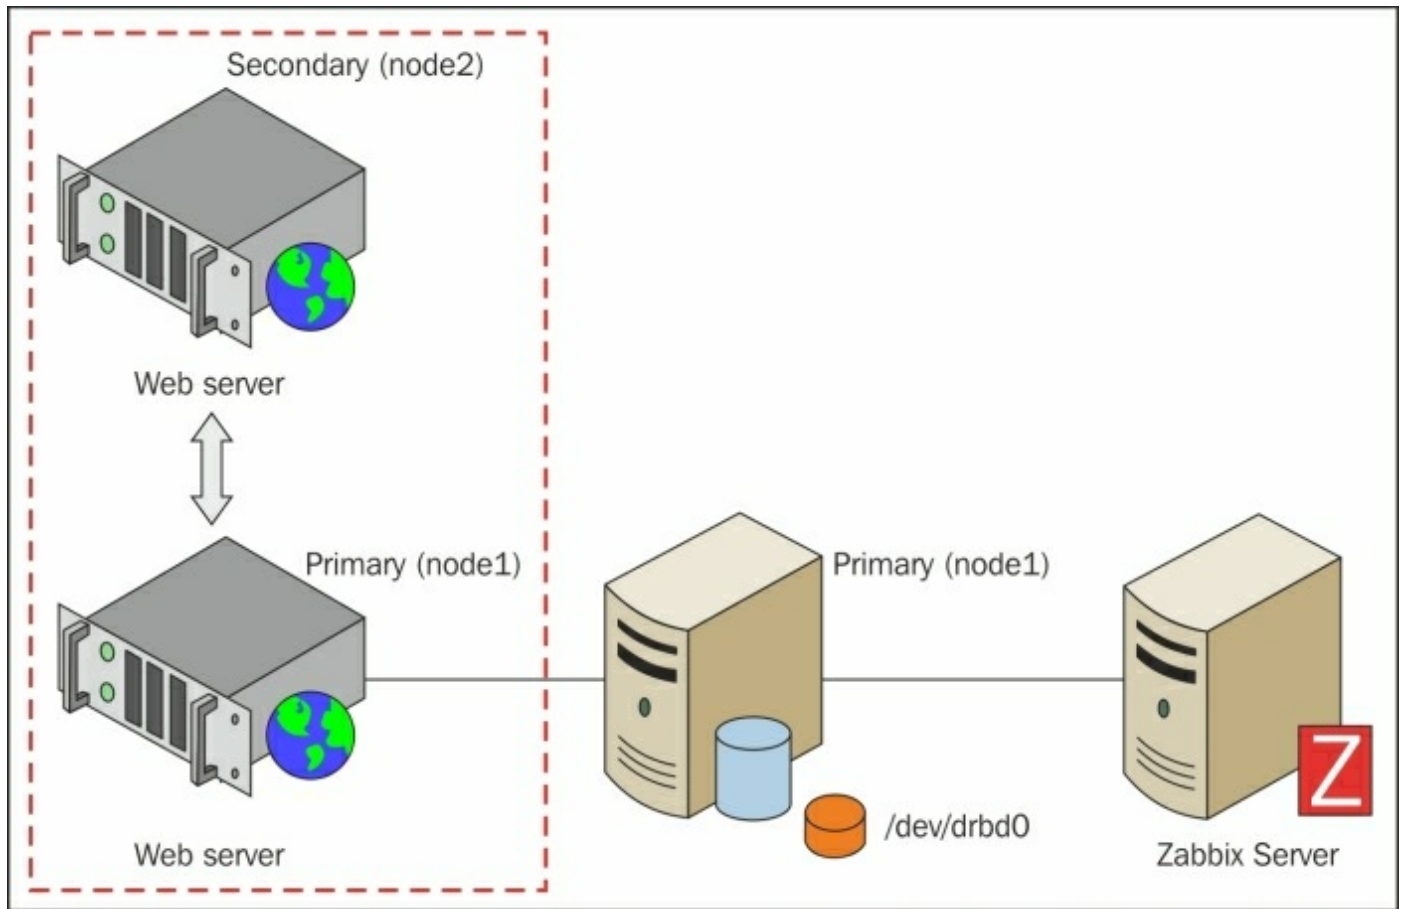 Secondary (node2)
Web server
Primary (node1)
Primary (node1)
/dev/drbd0
Z
Web server
Zabbix Server